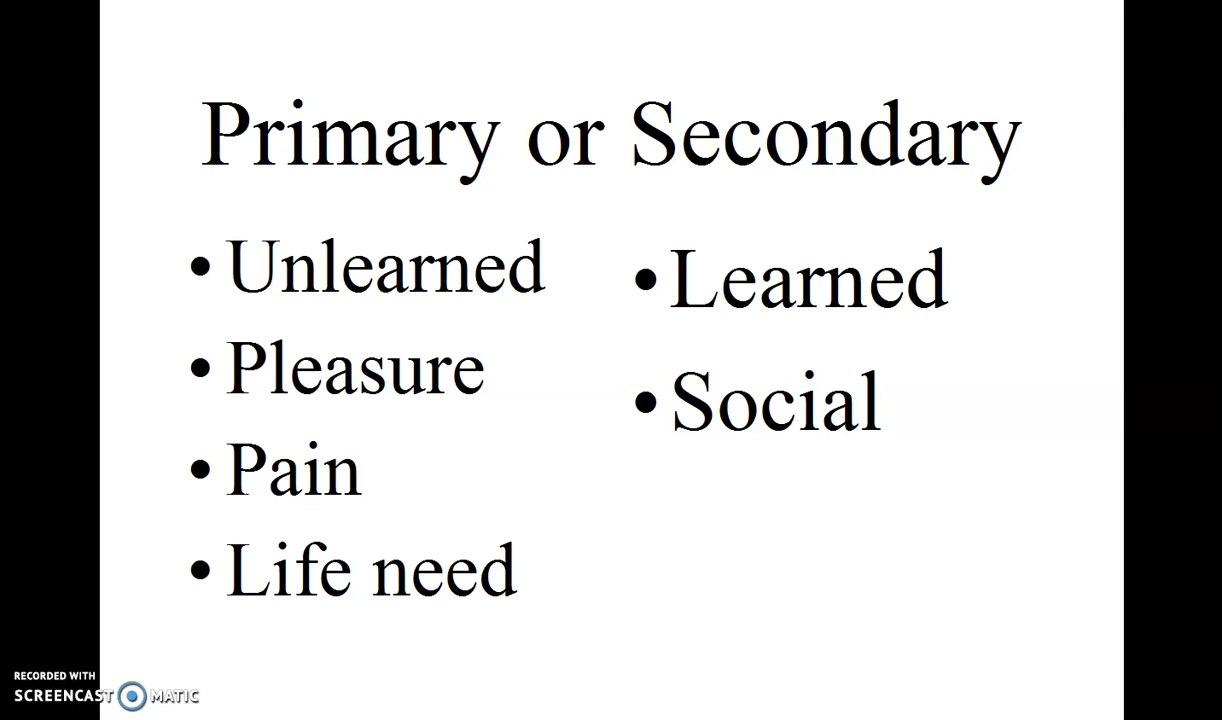 Primary or Secondary
• Unlearned
• Pleasure
• Pain
• Life need
• Learned
• Social
RECORDED WITH
SCREENCAST MATIC